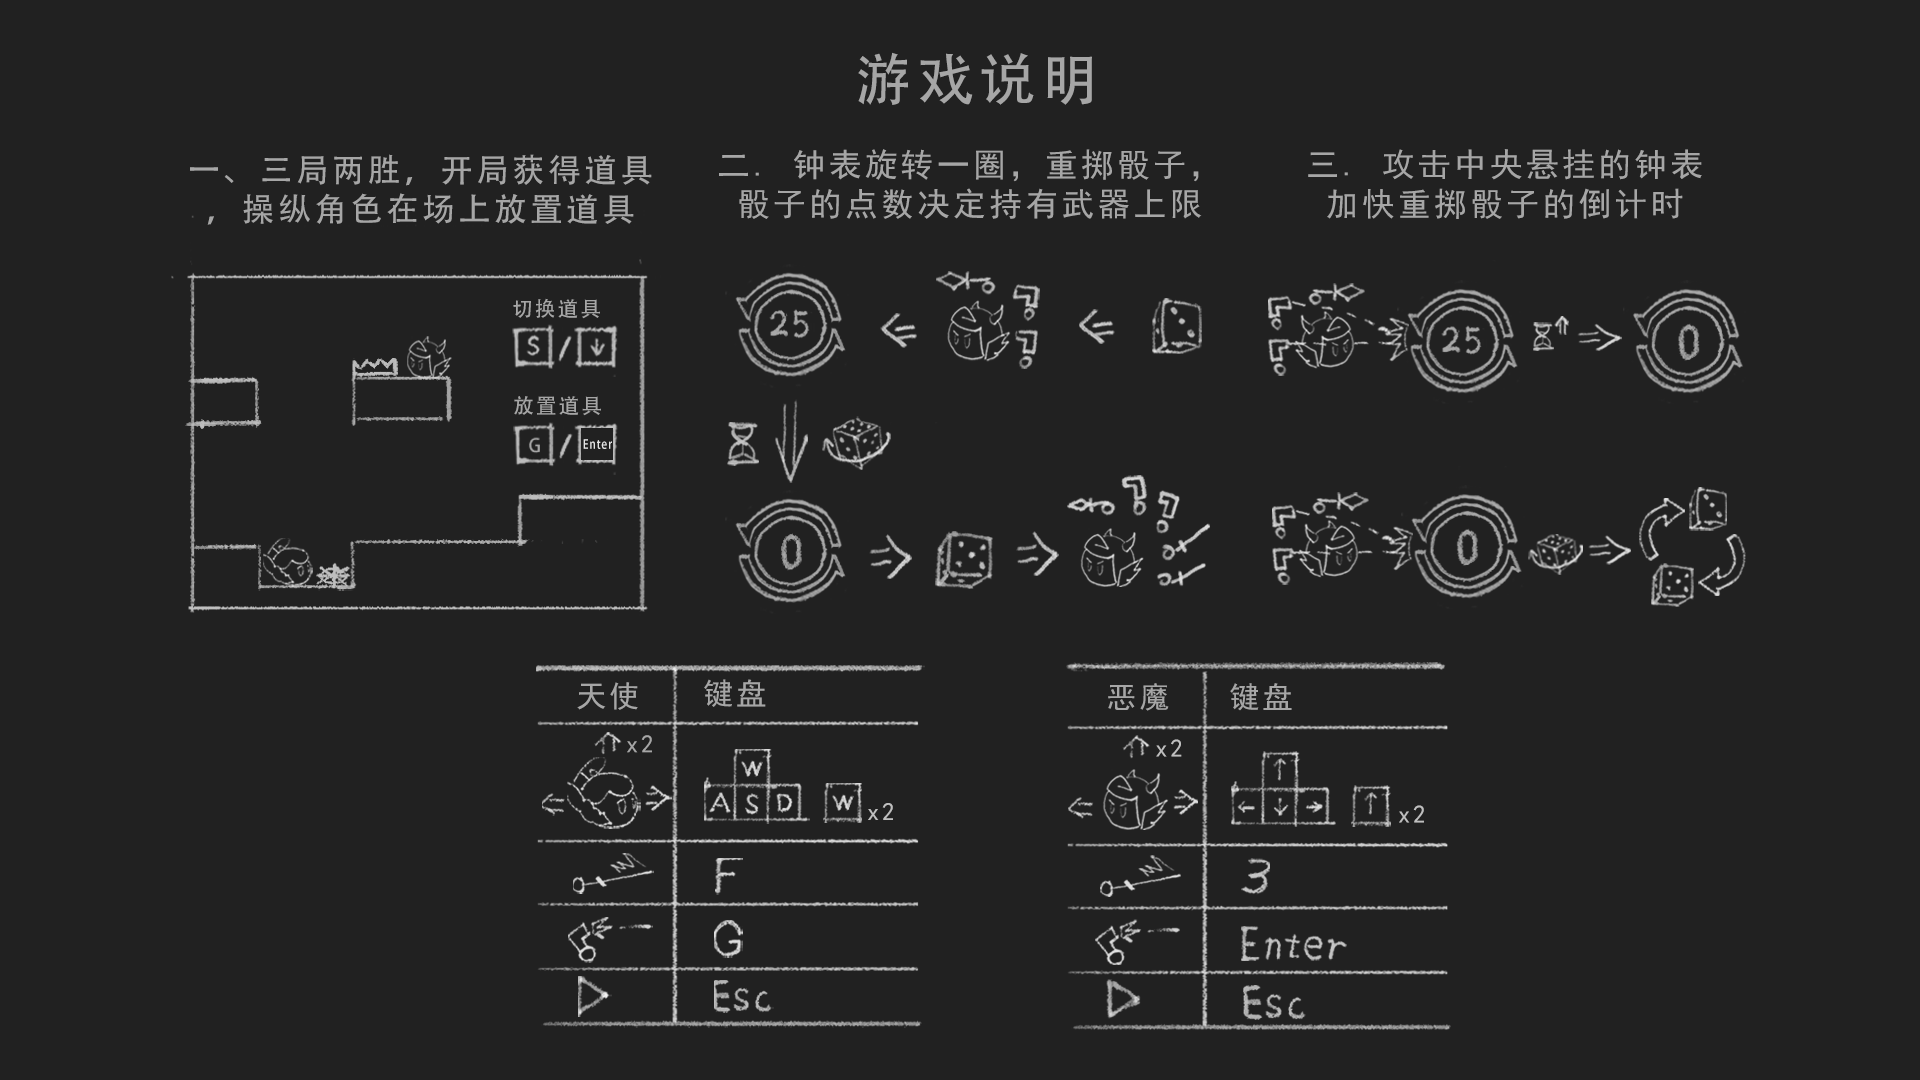 游戏说明
一、三局两胜，开局获得道具
，操纵角色在场上放置道具
二． 钟表旋转一圈，重掷骰子，
骰子的点数决定持有武器上限
三． 攻击中央悬挂的钟表
加快重掷骰子的倒计时
切换道具
S / ↓
放置道具
G / Enter
25
0
25
0
0
天使 键盘
x2
W
A S D W x2
F
G
Esc
恶魔 键盘
x2
↑
← ↓ → ↑ x2
3
Enter
Esc